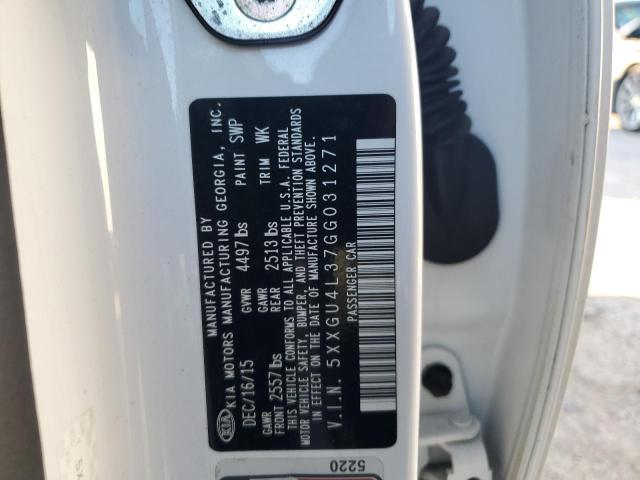 MANUFACTURED BY
KIA KIA MOTORS MANUFACTURING GEORGIA, INC.
DEC/16/15 GVWR 4497 lbs PAINT SWP
GAWR FRONT 2557 lbs GAWR REAR 2513 lbs TRIM WK
THIS VEHICLE CONFORMS TO ALL APPLICABLE U.S.A. FEDERAL
MOTOR VEHICLE SAFETY, BUMPER, AND THEFT PREVENTION STANDARDS
IN EFFECT ON THE DATE OF MANUFACTURE SHOWN ABOVE.
V.I.N. 5XXGU4L37GG031271
PASSENGER CAR
5220